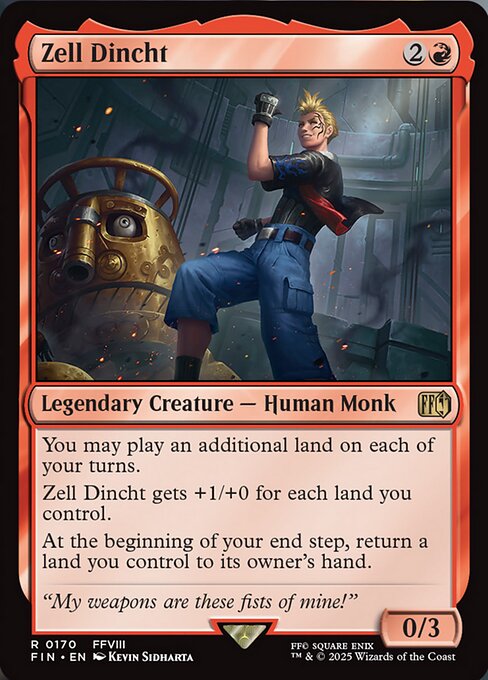 Zell Dincht 2
Legendary Creature — Human Monk
You may play an additional land on each of
your turns.
Zell Dincht gets +1/+0 for each land you
control.
At the beginning of your end step, return a
land you control to its owner's hand.
“My weapons are these fists of mine!”
0/3
R 0170 FFVIII
FIN • EN Kevin Sidharta
FF© SQUARE ENIX
™ & © 2025 Wizards of the Coast